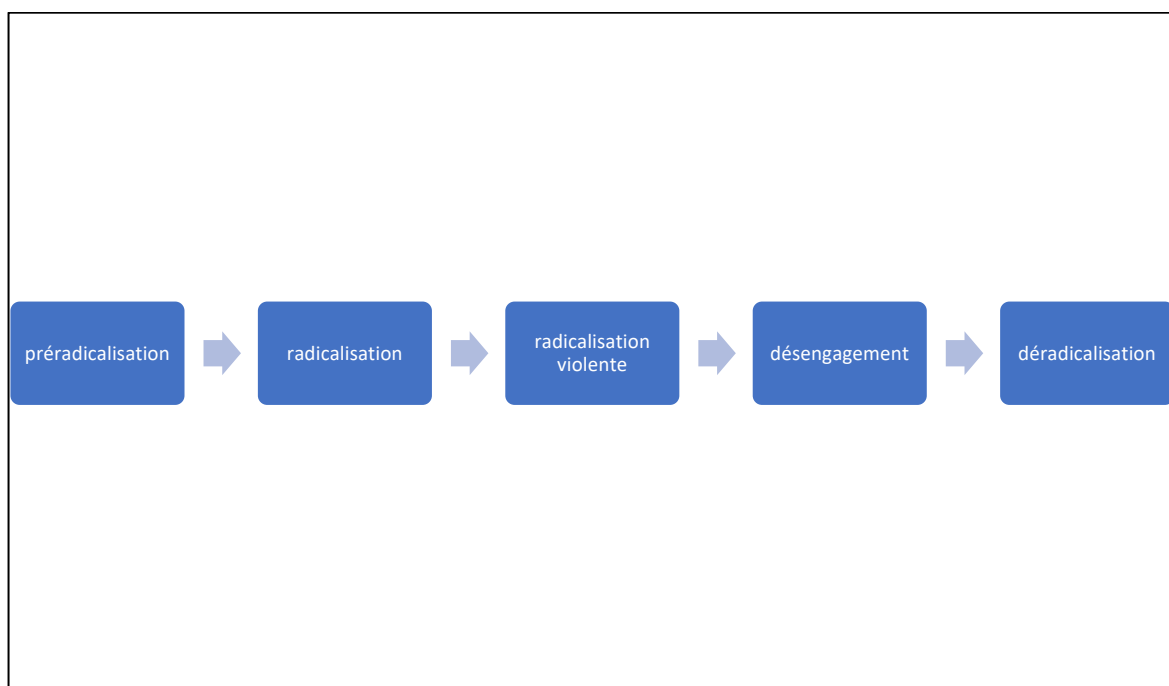 préradicalisation
radicalisation
radicalisation
violente
désengagement
déradicalisation